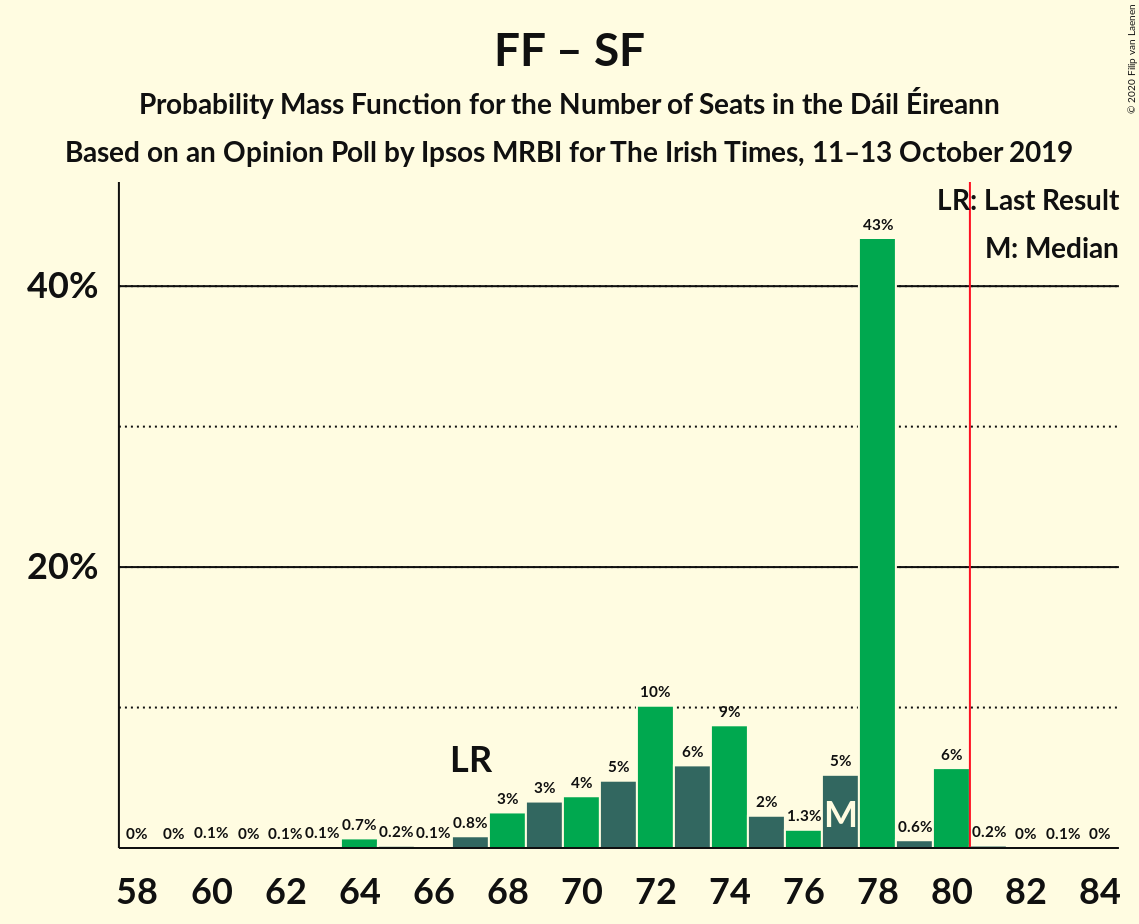 FF – SF
Probability Mass Function for the Number of Seats in the Dáil Éireann
Based on an Opinion Poll by Ipsos MRBI for The Irish Times, 11–13 October 2019
© 2020 Filip van Laenen
LR: Last Result
M: Median
40%
20%
LR
M
0% 0% 0.1% 0% 0.1% 0.1% 0.7% 0.2% 0.1% 0.8% 3% 3% 4% 5% 10% 6% 9% 2% 1.3% 5% 43% 0.6% 6% 0.2% 0% 0.1% 0%
58 60 62 64 66 68 70 72 74 76 78 80 82 84